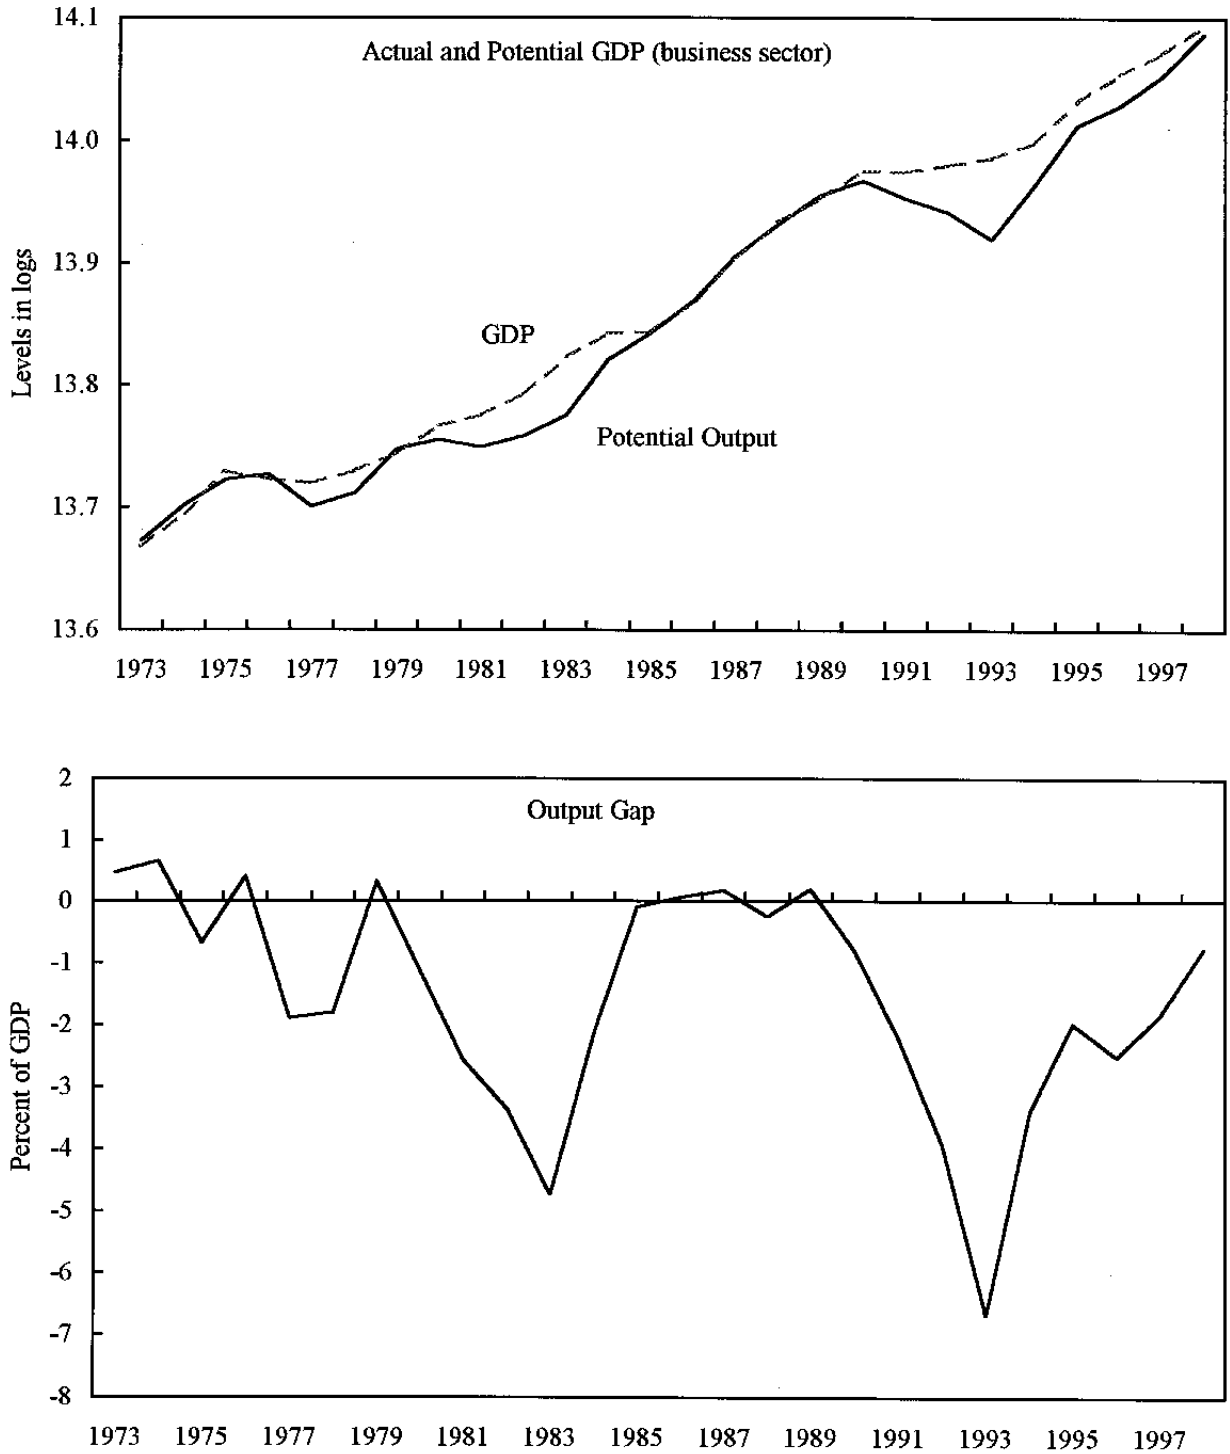 Actual and Potential GDP (business sector)
14.1
14.0
13.9
13.8
13.7
13.6
Levels in logs
GDP
Potential Output
1973 1975 1977 1979 1981 1983 1985 1987 1989 1991 1993 1995 1997
Output Gap
2
1
0
-1
-2
-3
-4
-5
-6
-7
-8
Percent of GDP
1973 1975 1977 1979 1981 1983 1985 1987 1989 1991 1993 1995 1997